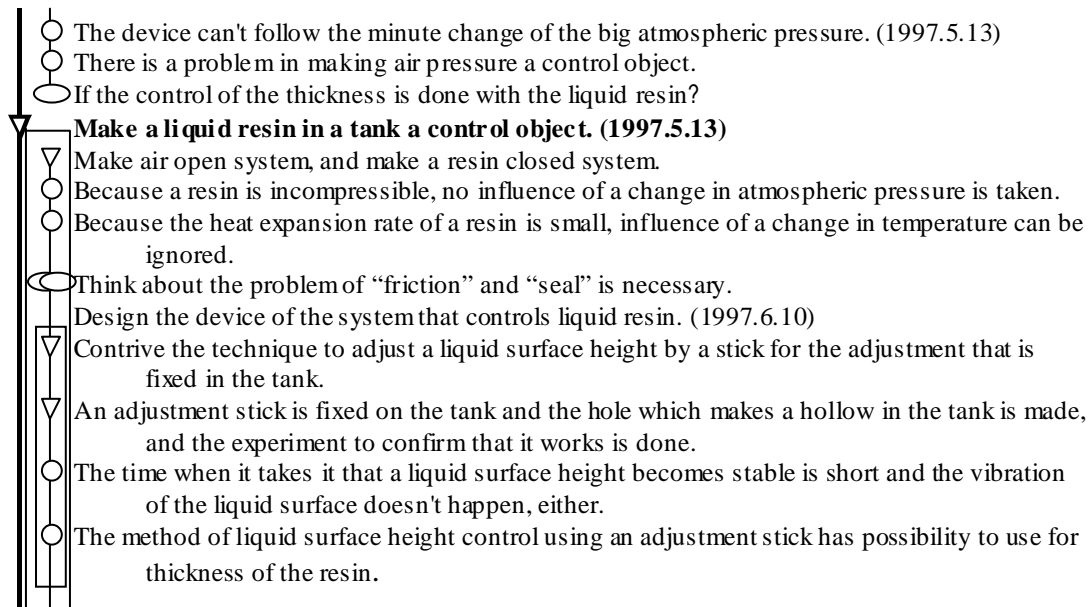 The device can't follow the minute change of the big atmospheric pressure. (1997.5.13)
There is a problem in making air pressure a control object.
If the control of the thickness is done with the liquid resin?
Make a liquid resin in a tank a control object. (1997.5.13)
Make air open system, and make a resin closed system.
Because a resin is incompressible, no influence of a change in atmospheric pressure is taken.
Because the heat expansion rate of a resin is small, influence of a change in temperature can be
ignored.
Think about the problem of “friction” and “seal” is necessary.
Design the device of the system that controls liquid resin. (1997.6.10)
Contrive the technique to adjust a liquid surface height by a stick for the adjustment that is
fixed in the tank.
An adjustment stick is fixed on the tank and the hole which makes a hollow in the tank is made,
and the experiment to confirm that it works is done.
The time when it takes it that a liquid surface height becomes stable is short and the vibration
of the liquid surface doesn't happen, either.
The method of liquid surface height control using an adjustment stick has possibility to use for
thickness of the resin.